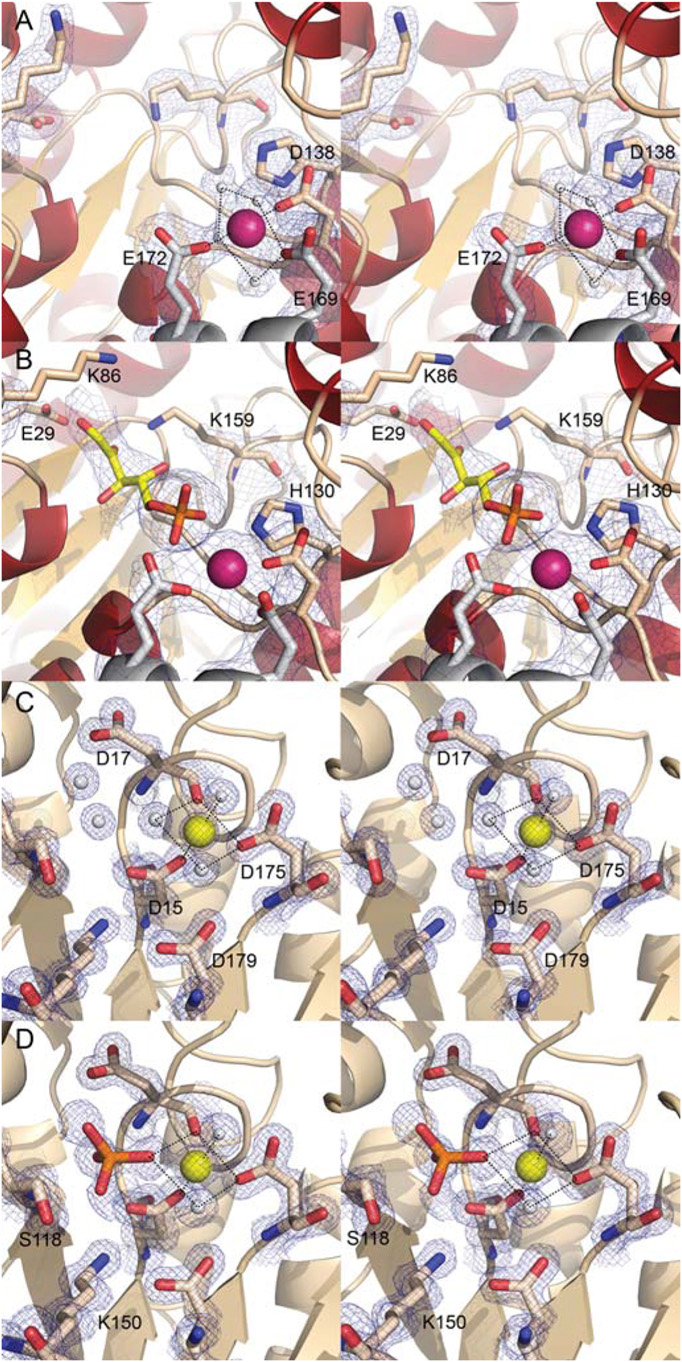 A
D138 D138
E172 E172
E169 E169
B
K86 K86
E29 K159 E29 K159
H130 H130
C
D17 D17
D175 D175
D15 D15
D179 D179
D
S118 S118
K150 K150